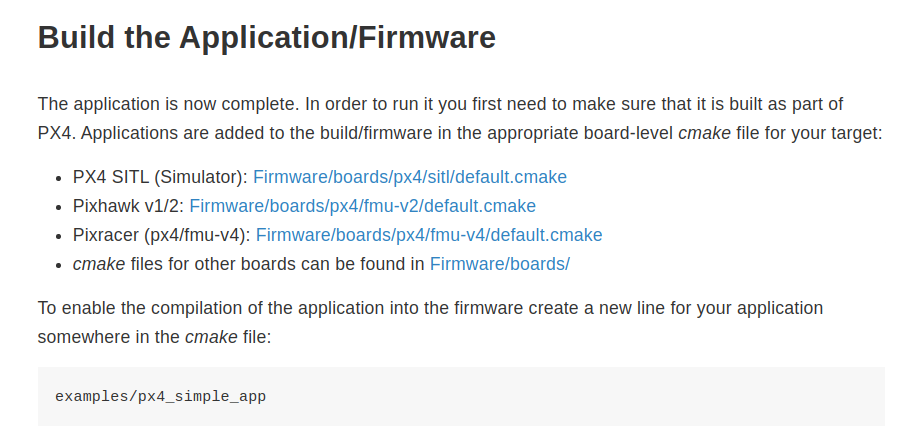 Build the Application/Firmware
The application is now complete. In order to run it you first need to make sure that it is built as part of
PX4. Applications are added to the build/firmware in the appropriate board-level cmake file for your target:
• PX4 SITL (Simulator): Firmware/boards/px4/sitl/default.cmake
• Pixhawk v1/2: Firmware/boards/px4/fmu-v2/default.cmake
• Pixracer (px4/fmu-v4): Firmware/boards/px4/fmu-v4/default.cmake
• cmake files for other boards can be found in Firmware/boards/
To enable the compilation of the application into the firmware create a new line for your application
somewhere in the cmake file:
examples/px4_simple_app